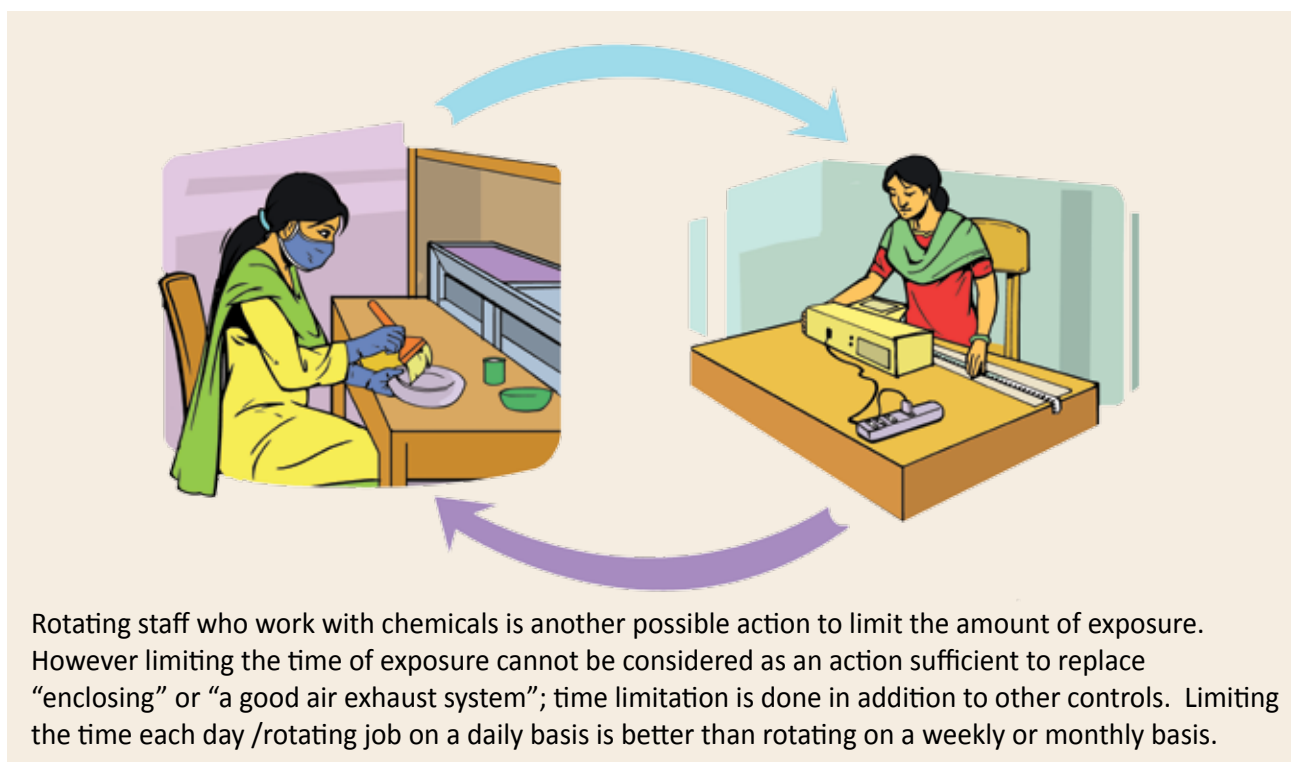 Rotating staff who work with chemicals is another possible action to limit the amount of exposure.
However limiting the time of exposure cannot be considered as an action sufficient to replace
“enclosing” or “a good air exhaust system”; time limitation is done in addition to other controls.  Limiting
the time each day /rotating job on a daily basis is better than rotating on a weekly or monthly basis.